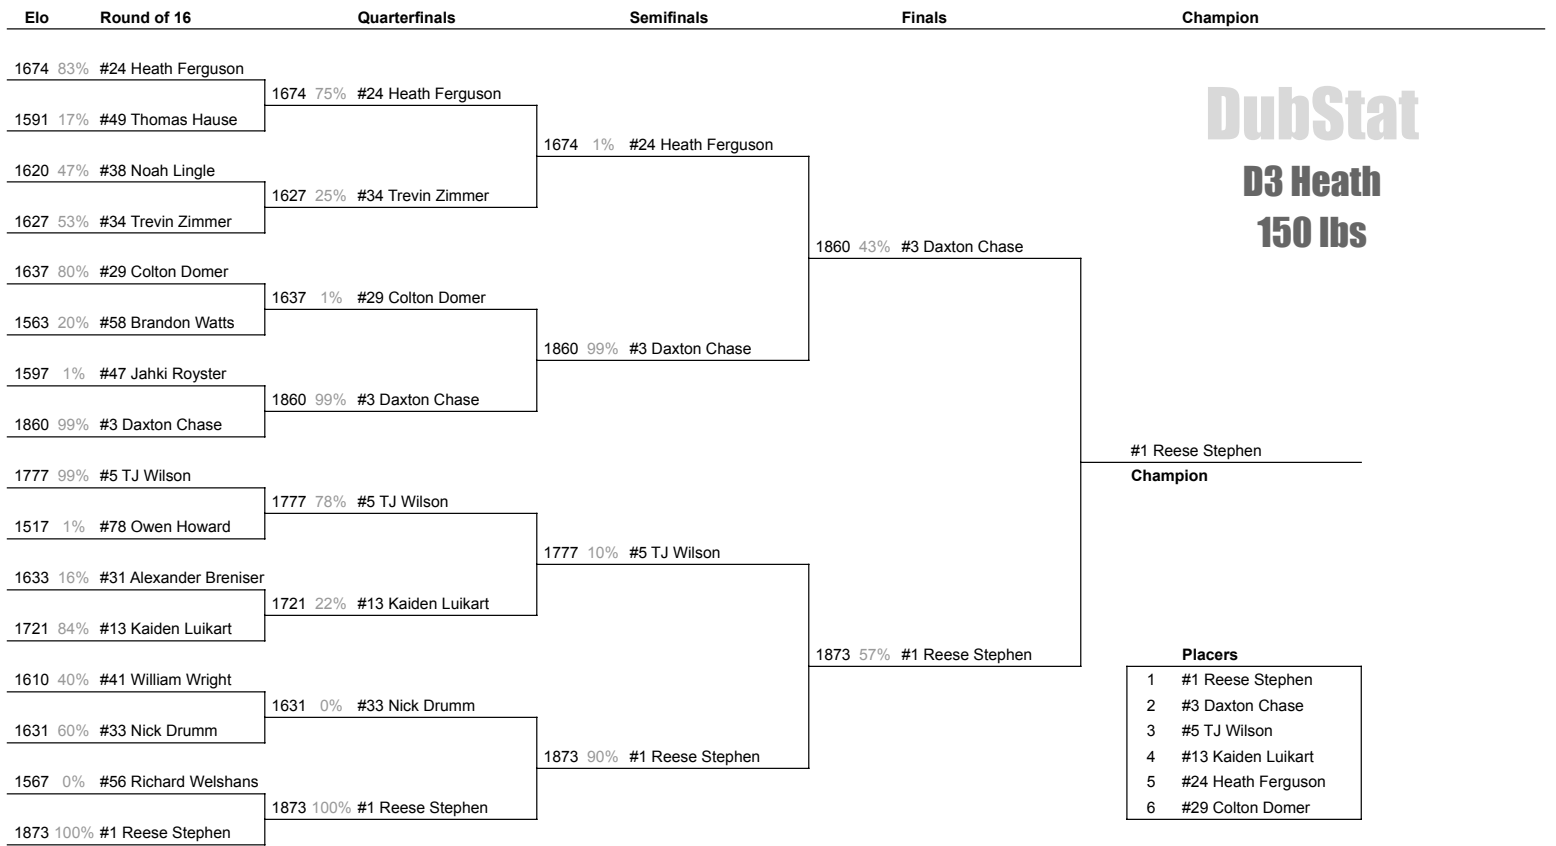 Elo Round of 16 Quarterfinals Semifinals Finals Champion
1674 83% #24 Heath Ferguson
1674 75% #24 Heath Ferguson
DubStat
1591 17% #49 Thomas Hause
1674 1% #24 Heath Ferguson
1620 47% #38 Noah Lingle
D3 Heath
1627 25% #34 Trevin Zimmer
1627 53% #34 Trevin Zimmer
150 lbs
1860 43% #3 Daxton Chase
1637 80% #29 Colton Domer
1637 1% #29 Colton Domer
1563 20% #58 Brandon Watts
1860 99% #3 Daxton Chase
1597 1% #47 Jahki Royster
1860 99% #3 Daxton Chase
1860 99% #3 Daxton Chase
#1 Reese Stephen
Champion
1777 99% #5 TJ Wilson
1777 78% #5 TJ Wilson
1517 1% #78 Owen Howard
1777 10% #5 TJ Wilson
1633 16% #31 Alexander Breniser
1721 22% #13 Kaiden Luikart
1721 84% #13 Kaiden Luikart
1873 57% #1 Reese Stephen
Placers
1610 40% #41 William Wright
1 #1 Reese Stephen
1631 0% #33 Nick Drumm
2 #3 Daxton Chase
1631 60% #33 Nick Drumm
3 #5 TJ Wilson
1873 90% #1 Reese Stephen
4 #13 Kaiden Luikart
1567 0% #56 Richard Welshans
5 #24 Heath Ferguson
1873 100% #1 Reese Stephen
6 #29 Colton Domer
1873 100% #1 Reese Stephen